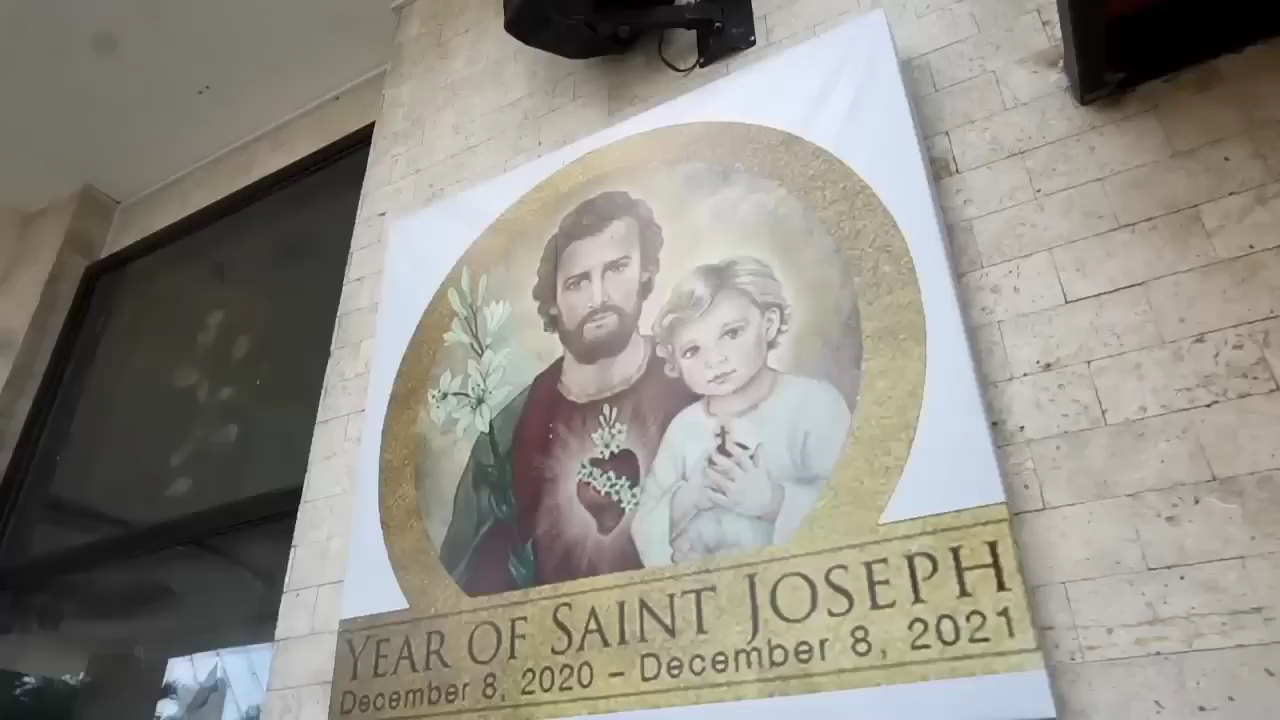 YEAR OF SAINT JOSEPH
December 8, 2020 – December 8, 2021